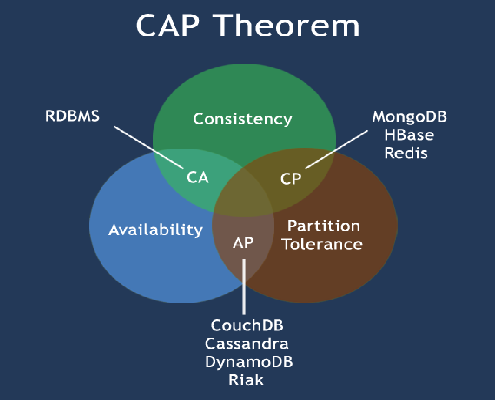 CAP Theorem
RDBMS
Consistency
MongoDB
HBase
Redis
CA
CP
Availability
Partition
Tolerance
AP
CouchDB
Cassandra
DynamoDB
Riak